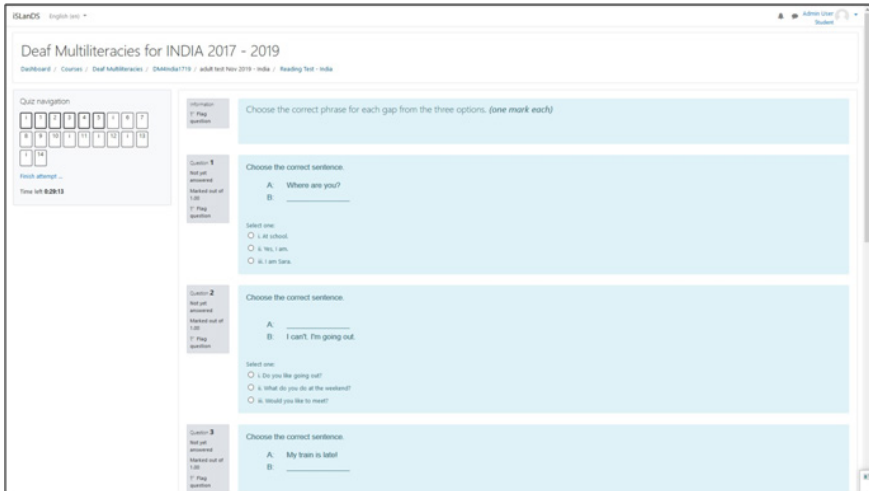 iSLanDS English (en)
Admin User
Student
Deaf Multiliteracies for INDIA 2017 - 2019
Dashboard / Courses / Deaf Multiliteracies / DM4India1719 / adult test Nov 2019 - India / Reading Test - India
Quiz navigation
i 1 2 3 4 5 i 6 7
8 9 10 i 11 i 12 i 13
i 14
Finish attempt ...
Time left 0:29:13
Information
Flag question
Choose the correct phrase for each gap from the three options. (one mark each)
Question 1
Not yet answered
Marked out of 1.00
Flag question
Choose the correct sentence.
A: Where are you?
B: _______________
Select one:
i. At school.
ii. Yes, I am.
iii. I am Sara.
Question 2
Not yet answered
Marked out of 1.00
Flag question
Choose the correct sentence.
A: _______________
B: I can't. I'm going out.
Select one:
i. Do you like going out?
ii. What do you do at the weekend?
iii. Would you like to meet?
Question 3
Not yet answered
Marked out of 1.00
Flag question
Choose the correct sentence.
A: My train is late!
B: _______________